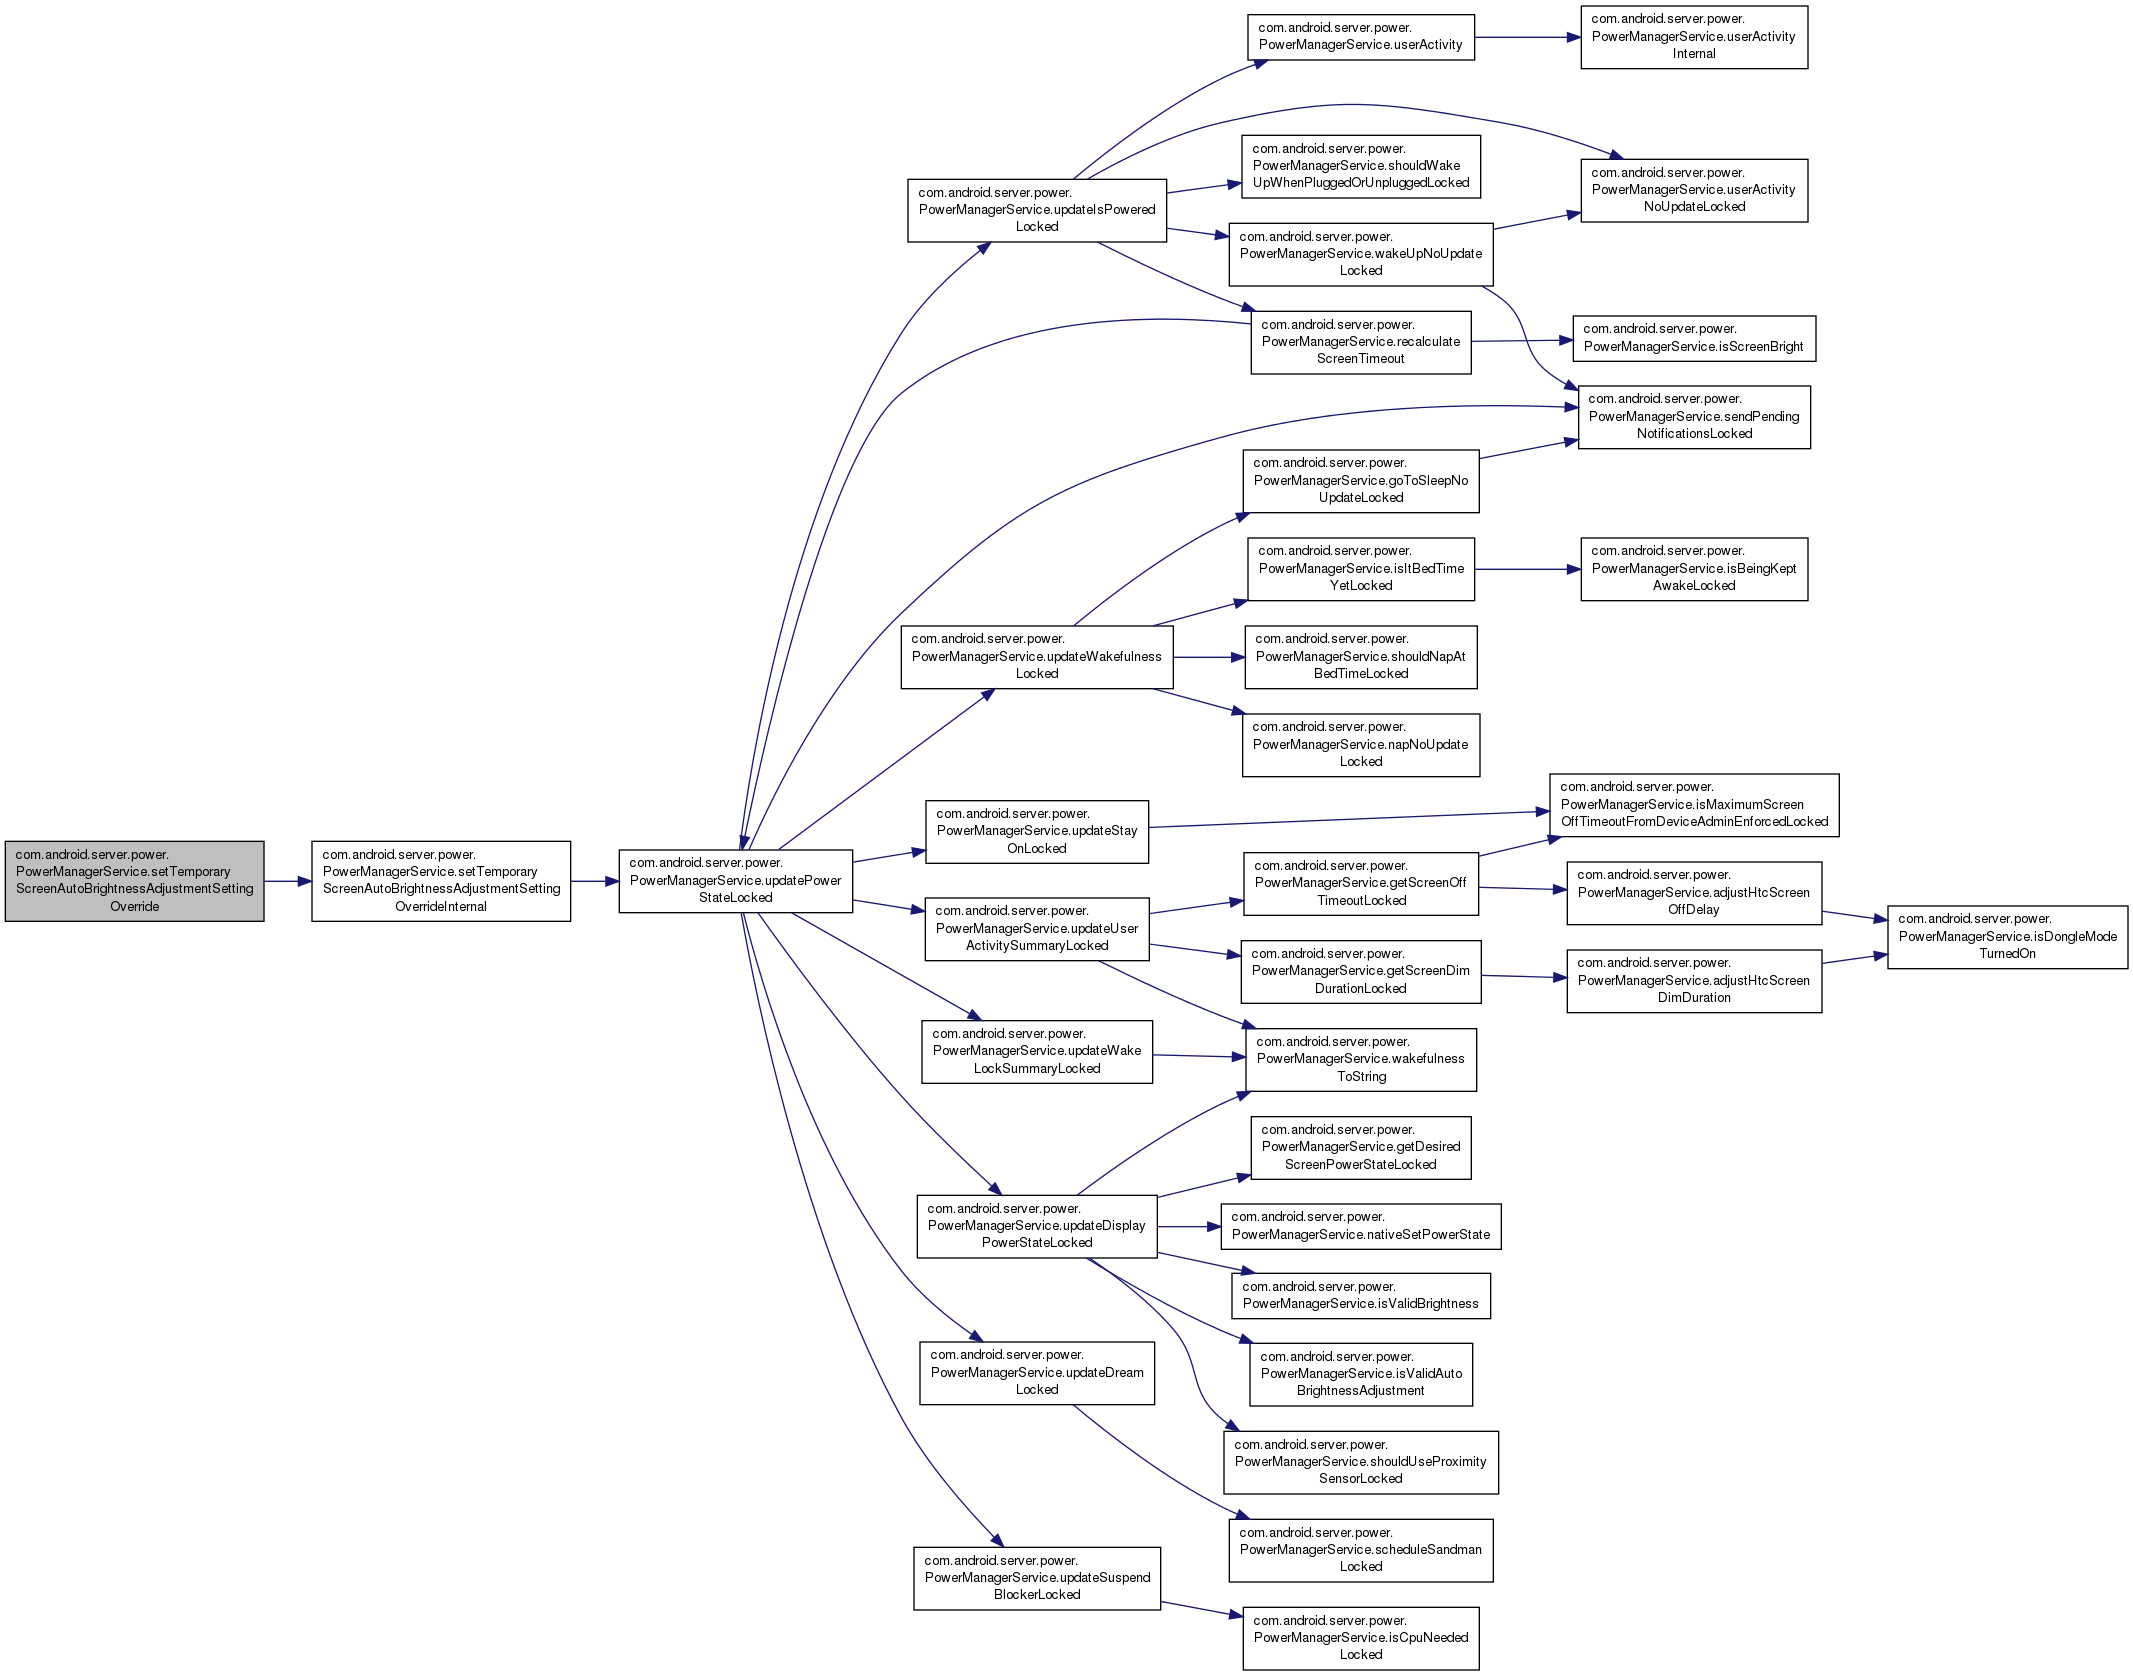 com.android.server.power.
PowerManagerService.setTemporary
ScreenAutoBrightnessAdjustmentSetting
Override
com.android.server.power.
PowerManagerService.setTemporary
ScreenAutoBrightnessAdjustmentSetting
OverrideInternal
com.android.server.power.
PowerManagerService.updatePower
StateLocked
com.android.server.power.
PowerManagerService.updateIsPowered
Locked
com.android.server.power.
PowerManagerService.updateWakefulness
Locked
com.android.server.power.
PowerManagerService.updateStay
OnLocked
com.android.server.power.
PowerManagerService.updateUser
ActivitySummaryLocked
com.android.server.power.
PowerManagerService.updateWake
LockSummaryLocked
com.android.server.power.
PowerManagerService.updateDisplay
PowerStateLocked
com.android.server.power.
PowerManagerService.updateDream
Locked
com.android.server.power.
PowerManagerService.updateSuspend
BlockerLocked
com.android.server.power.
PowerManagerService.userActivity
com.android.server.power.
PowerManagerService.shouldWake
UpWhenPluggedOrUnpluggedLocked
com.android.server.power.
PowerManagerService.wakeUpNoUpdate
Locked
com.android.server.power.
PowerManagerService.recalculate
ScreenTimeout
com.android.server.power.
PowerManagerService.goToSleepNo
UpdateLocked
com.android.server.power.
PowerManagerService.isItBedTime
YetLocked
com.android.server.power.
PowerManagerService.shouldNapAt
BedTimeLocked
com.android.server.power.
PowerManagerService.napNoUpdate
Locked
com.android.server.power.
PowerManagerService.getScreenOff
TimeoutLocked
com.android.server.power.
PowerManagerService.getScreenDim
DurationLocked
com.android.server.power.
PowerManagerService.wakefulness
ToString
com.android.server.power.
PowerManagerService.getDesired
ScreenPowerStateLocked
com.android.server.power.
PowerManagerService.nativeSetPowerState
com.android.server.power.
PowerManagerService.isValidBrightness
com.android.server.power.
PowerManagerService.isValidAuto
BrightnessAdjustment
com.android.server.power.
PowerManagerService.shouldUseProximity
SensorLocked
com.android.server.power.
PowerManagerService.scheduleSandman
Locked
com.android.server.power.
PowerManagerService.isCpuNeeded
Locked
com.android.server.power.
PowerManagerService.userActivity
Internal
com.android.server.power.
PowerManagerService.userActivity
NoUpdateLocked
com.android.server.power.
PowerManagerService.isScreenBright
com.android.server.power.
PowerManagerService.sendPending
NotificationsLocked
com.android.server.power.
PowerManagerService.isBeingKept
AwakeLocked
com.android.server.power.
PowerManagerService.isMaximumScreen
OffTimeoutFromDeviceAdminEnforcedLocked
com.android.server.power.
PowerManagerService.adjustHtcScreen
OffDelay
com.android.server.power.
PowerManagerService.adjustHtcScreen
DimDuration
com.android.server.power.
PowerManagerService.isDongleMode
TurnedOn